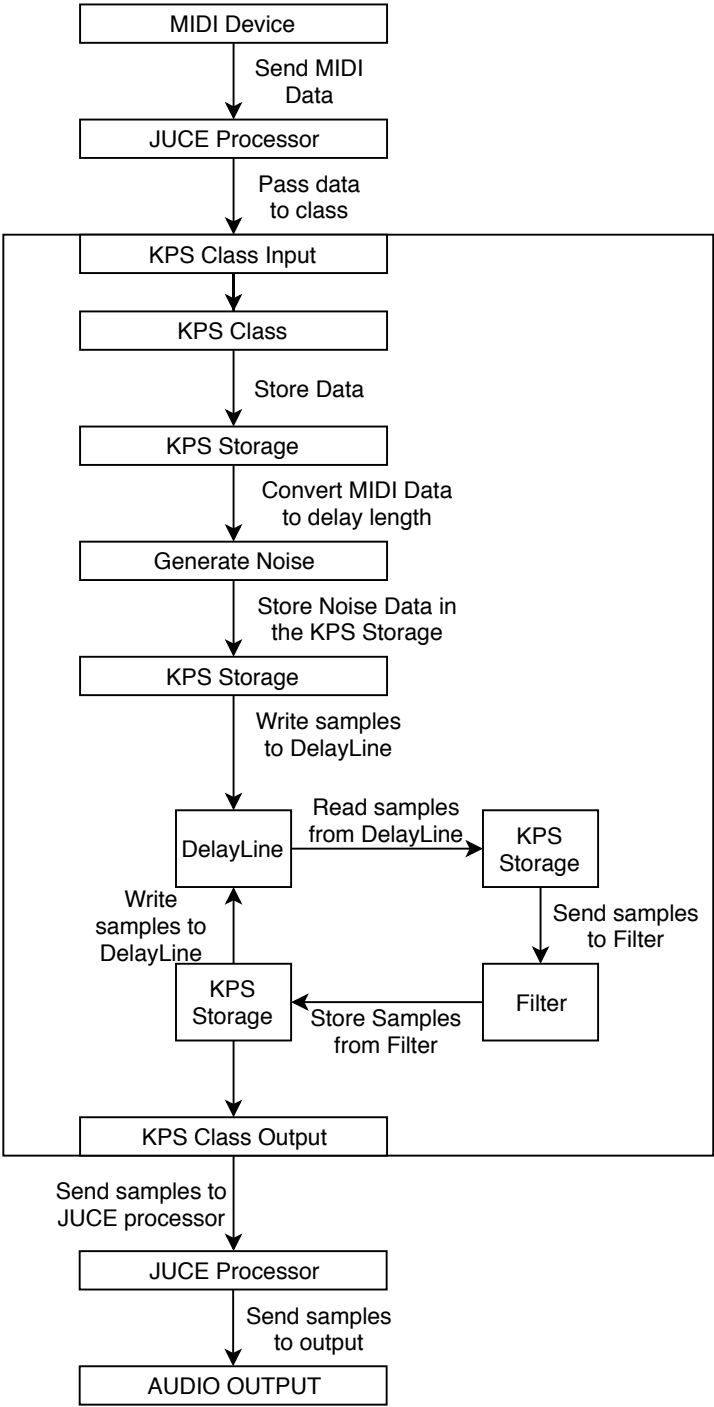 MIDI Device
Send MIDI
Data
JUCE Processor
Pass data
to class
KPS Class Input
KPS Class
Store Data
KPS Storage
Convert MIDI Data
to delay length
Generate Noise
Store Noise Data in
the KPS Storage
KPS Storage
Write samples
to DelayLine
DelayLine
Read samples
from DelayLine
KPS
Storage
Send samples
to Filter
Filter
Store Samples
from Filter
KPS
Storage
Write
samples to
DelayLine
KPS Class Output
Send samples to
JUCE processor
JUCE Processor
Send samples
to output
AUDIO OUTPUT